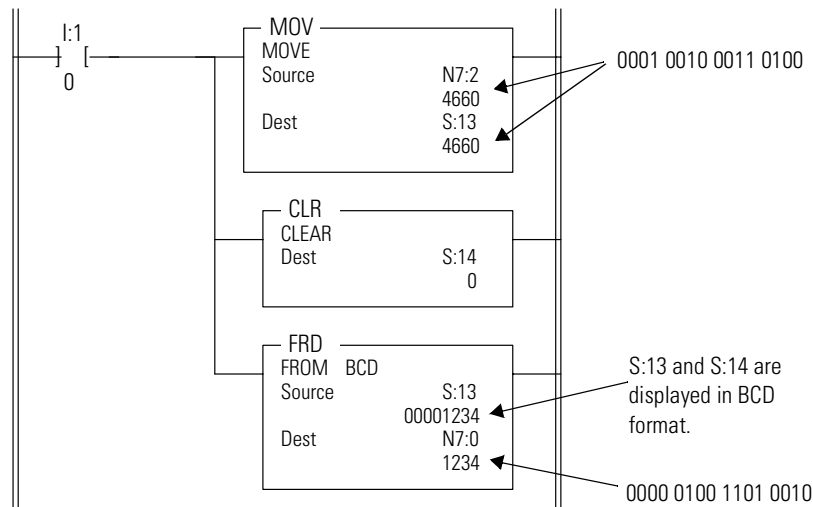 I:1
] [
0
MOV
MOVE
Source N7:2
4660
Dest S:13
4660
0001 0010 0011 0100
CLR
CLEAR
Dest S:14
0
FRD
FROM BCD
Source S:13
00001234
Dest N7:0
1234
S:13 and S:14 are
displayed in BCD
format.
0000 0100 1101 0010